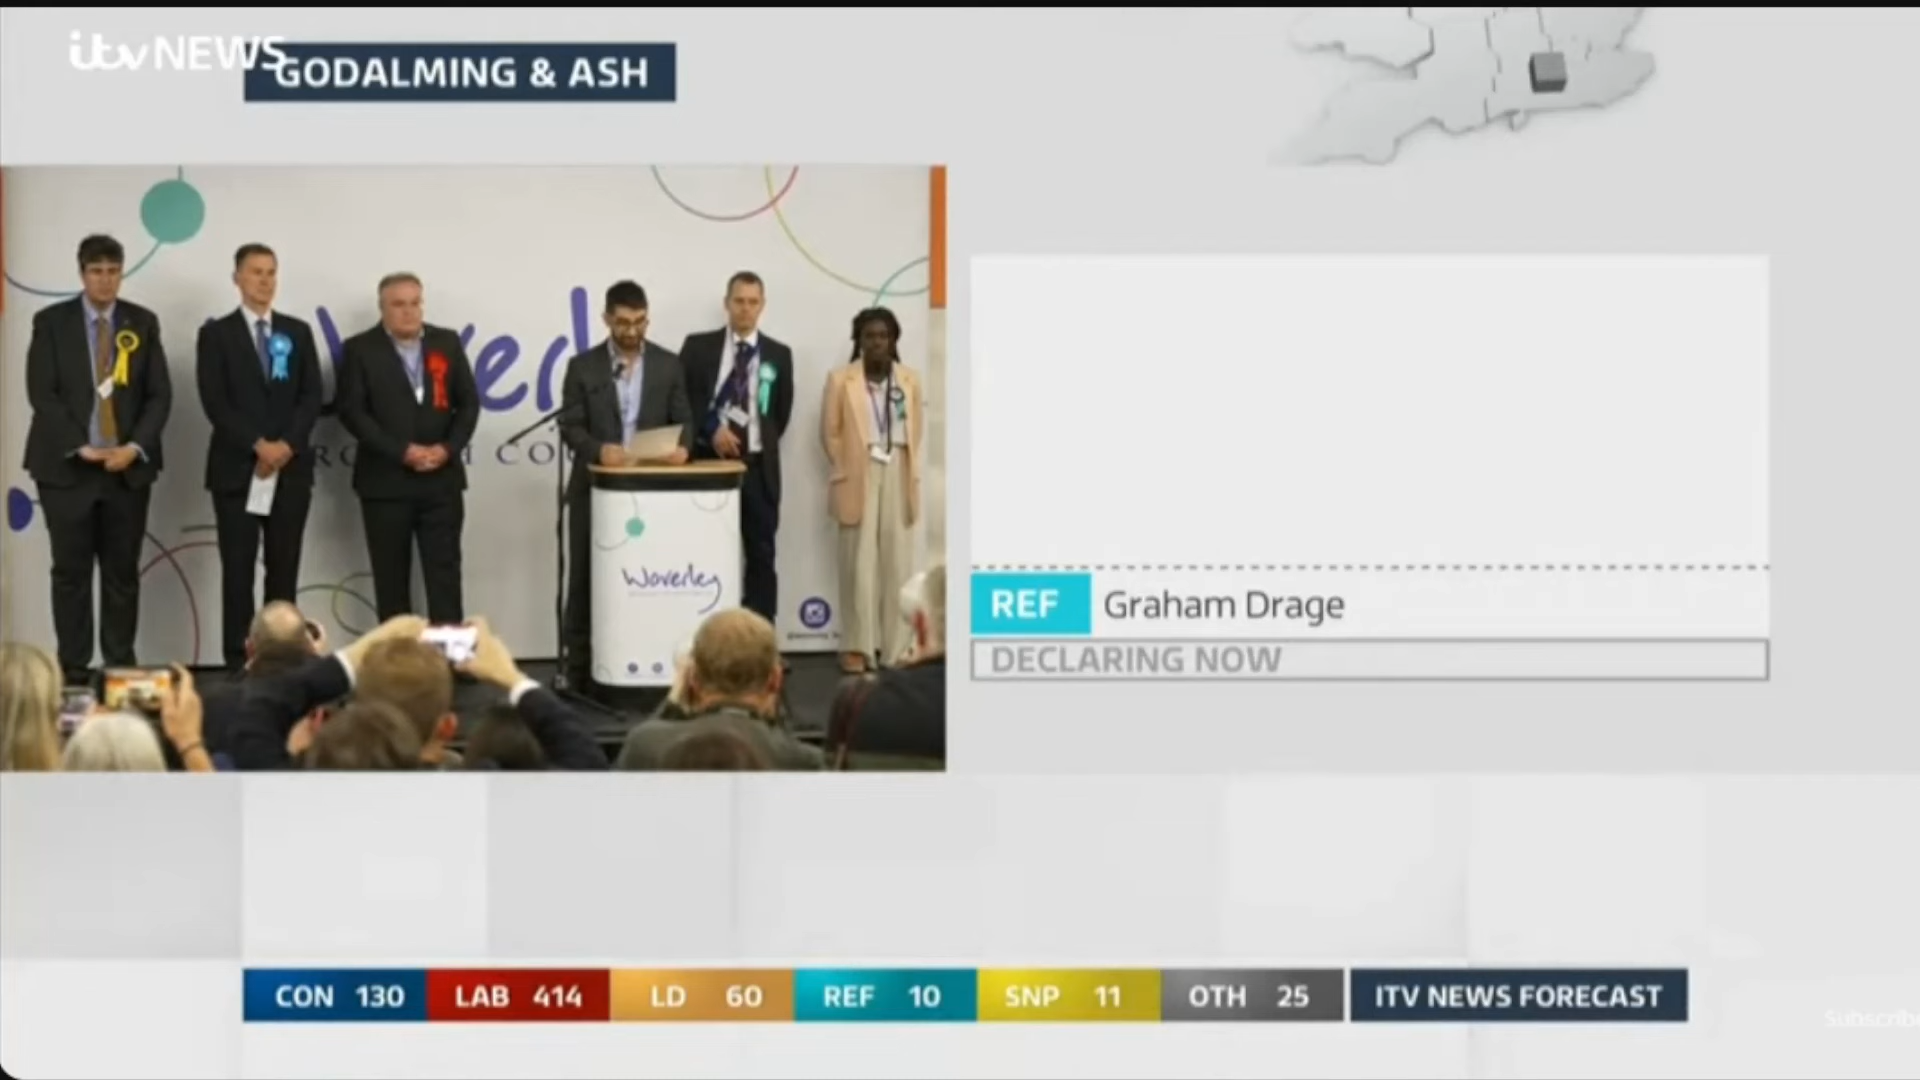 itv NEWS
GODALMING & ASH
REF Graham Drage
DECLARING NOW
Waverley
CON 130 LAB 414 LD 60 REF 10 SNP 11 OTH 25 ITV NEWS FORECAST
Subscribe